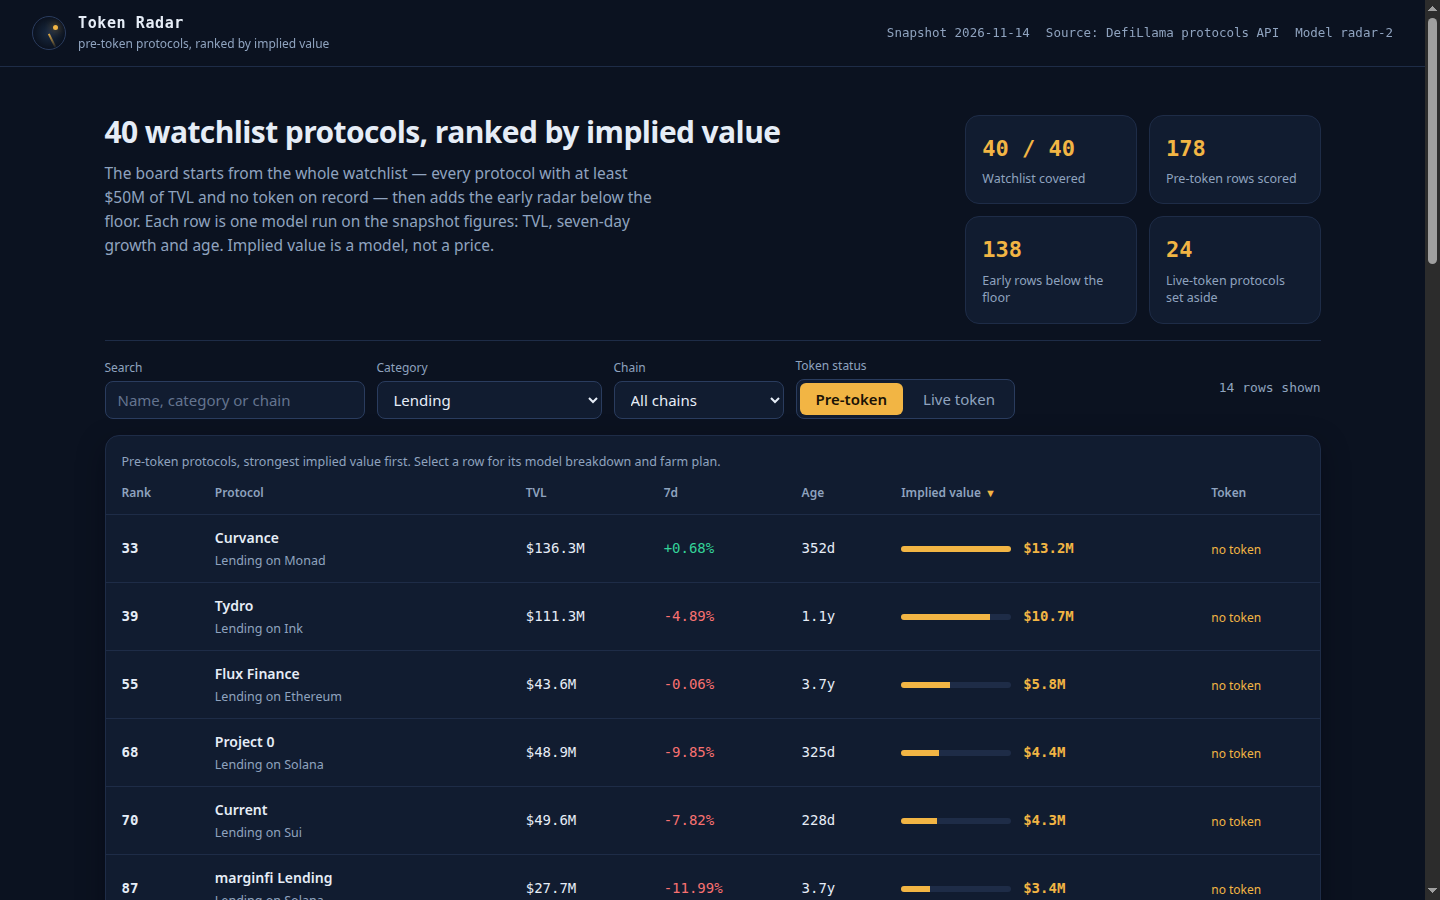 Token Radar
pre-token protocols, ranked by implied value
Snapshot 2026-11-14 Source: DefiLlama protocols API Model radar-2
40 watchlist protocols, ranked by implied value
The board starts from the whole watchlist — every protocol with at least
$50M of TVL and no token on record — then adds the early radar below the
floor. Each row is one model run on the snapshot figures: TVL, seven-day
growth and age. Implied value is a model, not a price.
40 / 40
Watchlist covered
178
Pre-token rows scored
138
Early rows below the
floor
24
Live-token protocols
set aside
Search
Name, category or chain
Category
Lending
Chain
All chains
Token status
Pre-token
Live token
14 rows shown
Pre-token protocols, strongest implied value first. Select a row for its model breakdown and farm plan.
Rank Protocol TVL 7d Age Implied value ▼ Token
33 Curvance $136.3M +0.68% 352d $13.2M no token
Lending on Monad
39 Tydro $111.3M -4.89% 1.1y $10.7M no token
Lending on Ink
55 Flux Finance $43.6M -0.06% 3.7y $5.8M no token
Lending on Ethereum
68 Project 0 $48.9M -9.85% 325d $4.4M no token
Lending on Solana
70 Current $49.6M -7.82% 228d $4.3M no token
Lending on Sui
87 marginfi Lending $27.7M -11.99% 3.7y $3.4M no token
Lending on Solana